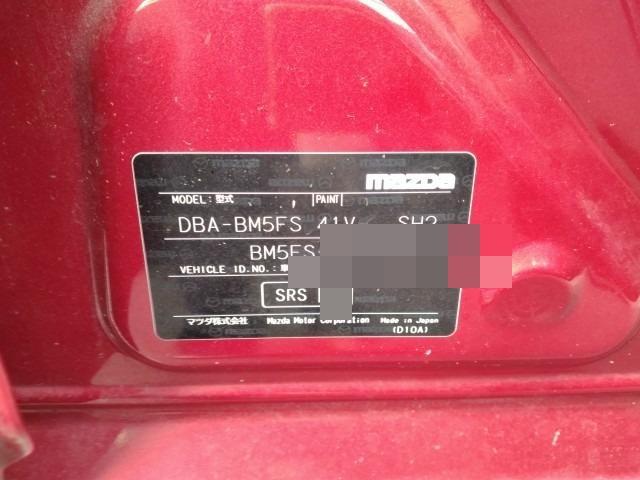 mazda
MODEL:型式 PAINT
DBA-BM5FS 41V SH2
BM5FS
VEHICLE ID.NO.:車
SRS
マツダ株式会社 Mazda Motor Corporation Made in Japan
(D10A)